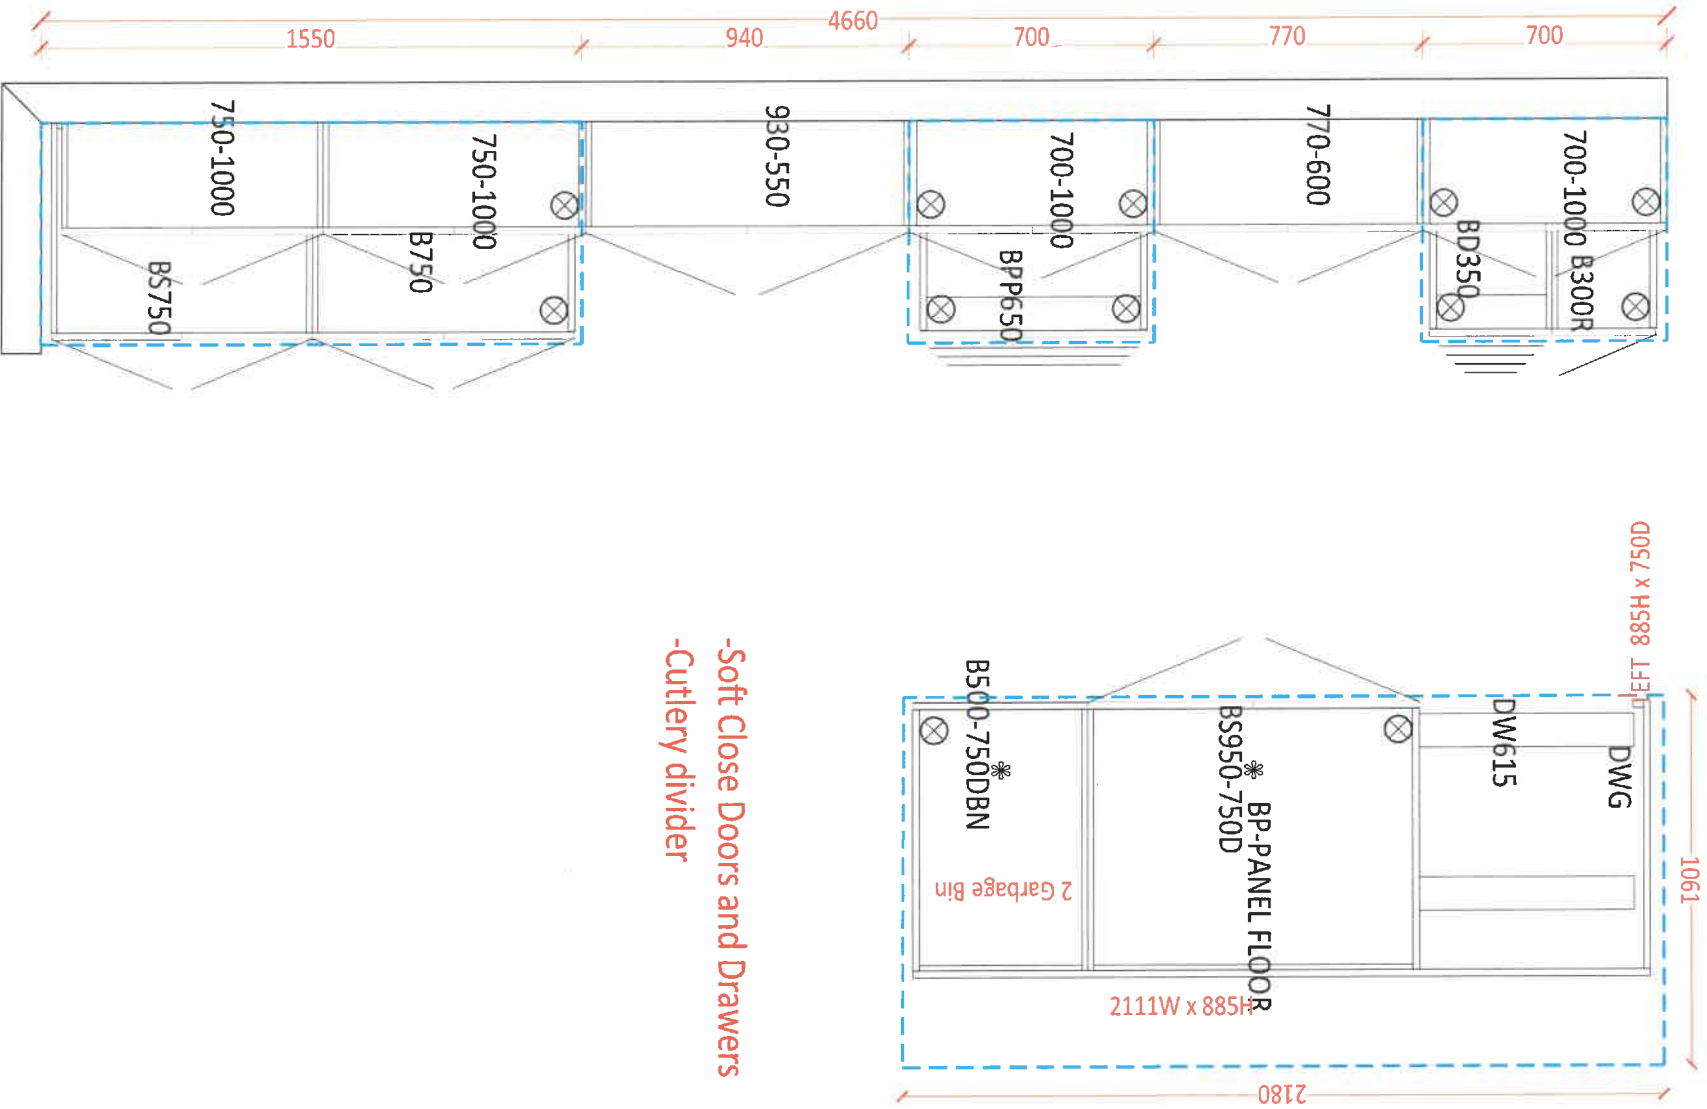 4660
1550
940
700
770
700
750-1000
750-1000
930-550
700-1000
770-600
700-1000
BS750
B750
BPP650
BD350
B300R
885H x 750D
1061
B500-750DBN
BS950-750D
BP-PANEL FLOOR
DW615
DWG
2 Garbage Bin
2111W x 885H
2180
-Soft Close Doors and Drawers
-Cutlery divider